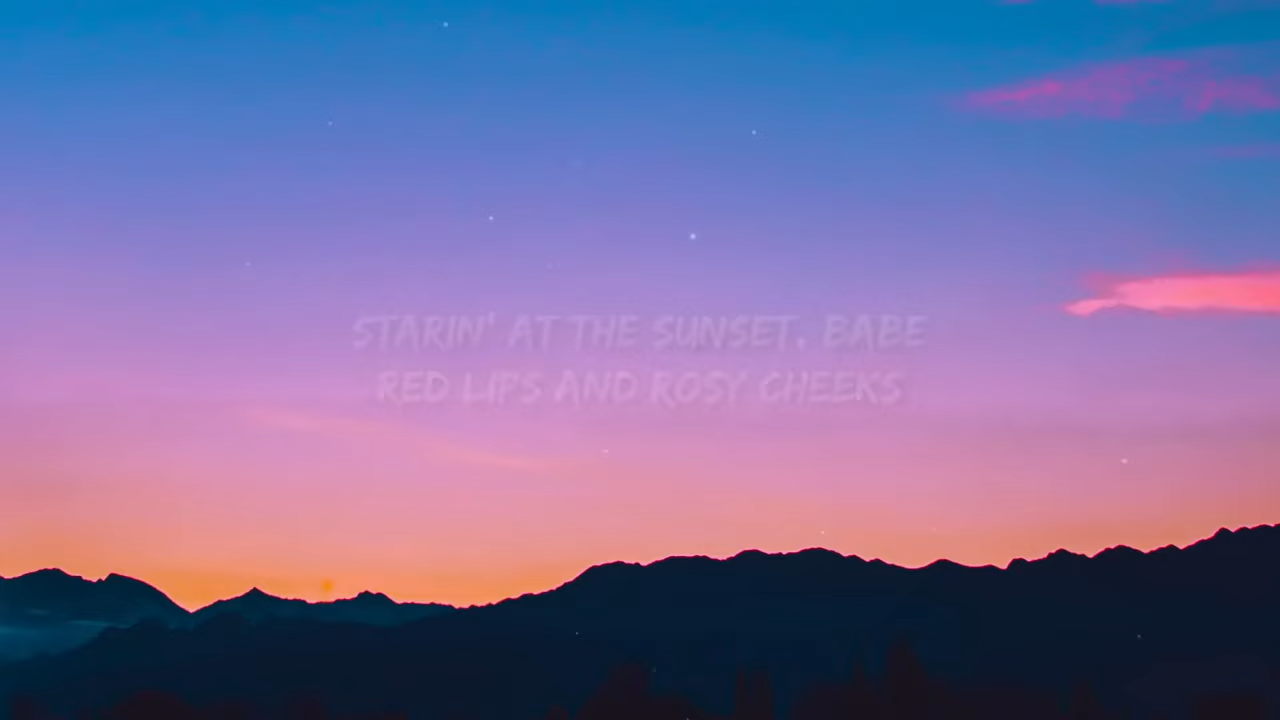 STARIN' AT THE SUNSET, BABE
RED LIPS AND ROSY CHEEKS